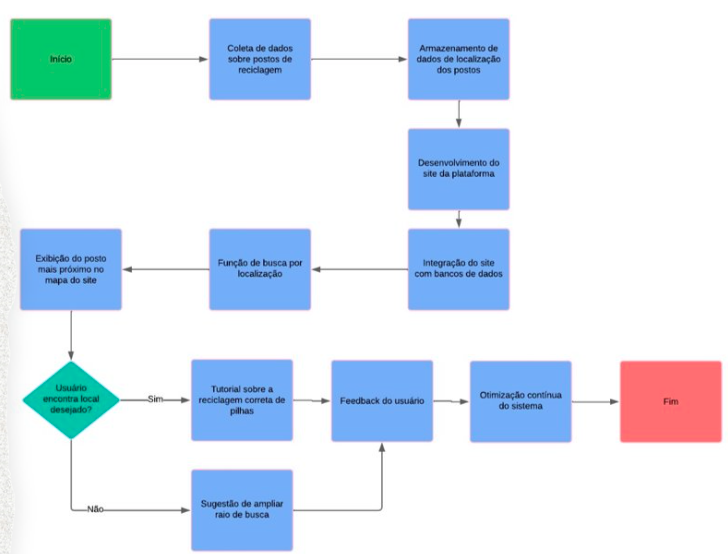 Início
Coleta de dados
sobre postos de
reciclagem
Armazenamento de
dados de localização
dos postos
Desenvolvimento do
site da plataforma
Exibição do posto
mais próximo no
mapa do site
Função de busca por
localização
Integração do site
com bancos de dados
Usuário
encontra local
desejado?
Sim
Tutorial sobre a
reciclagem correta de
pilhas
Feedback do usuário
Otimização contínua
do sistema
Fim
Não
Sugestão de ampliar
raio de busca